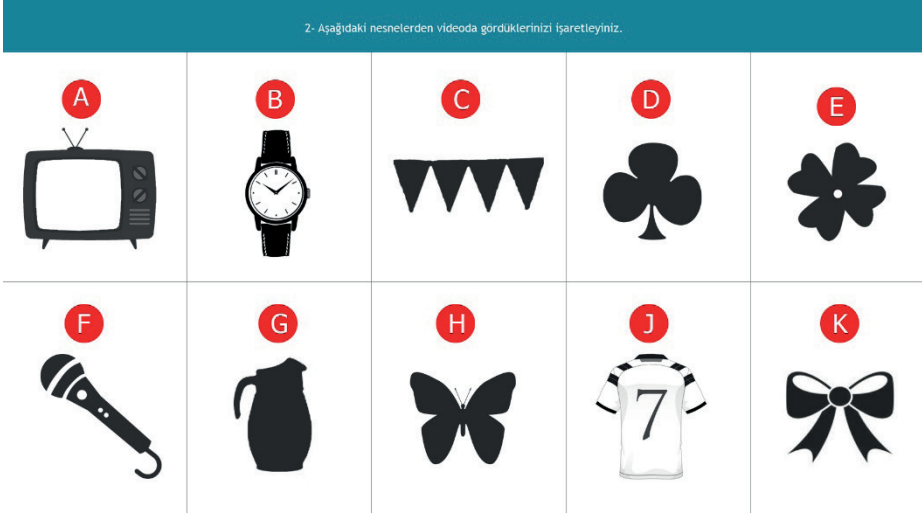 2- Aşağıdaki nesnelerden videoda gördüklerinizi işaretleyiniz.
A
B
C
D
E
F
G
H
J
7
K